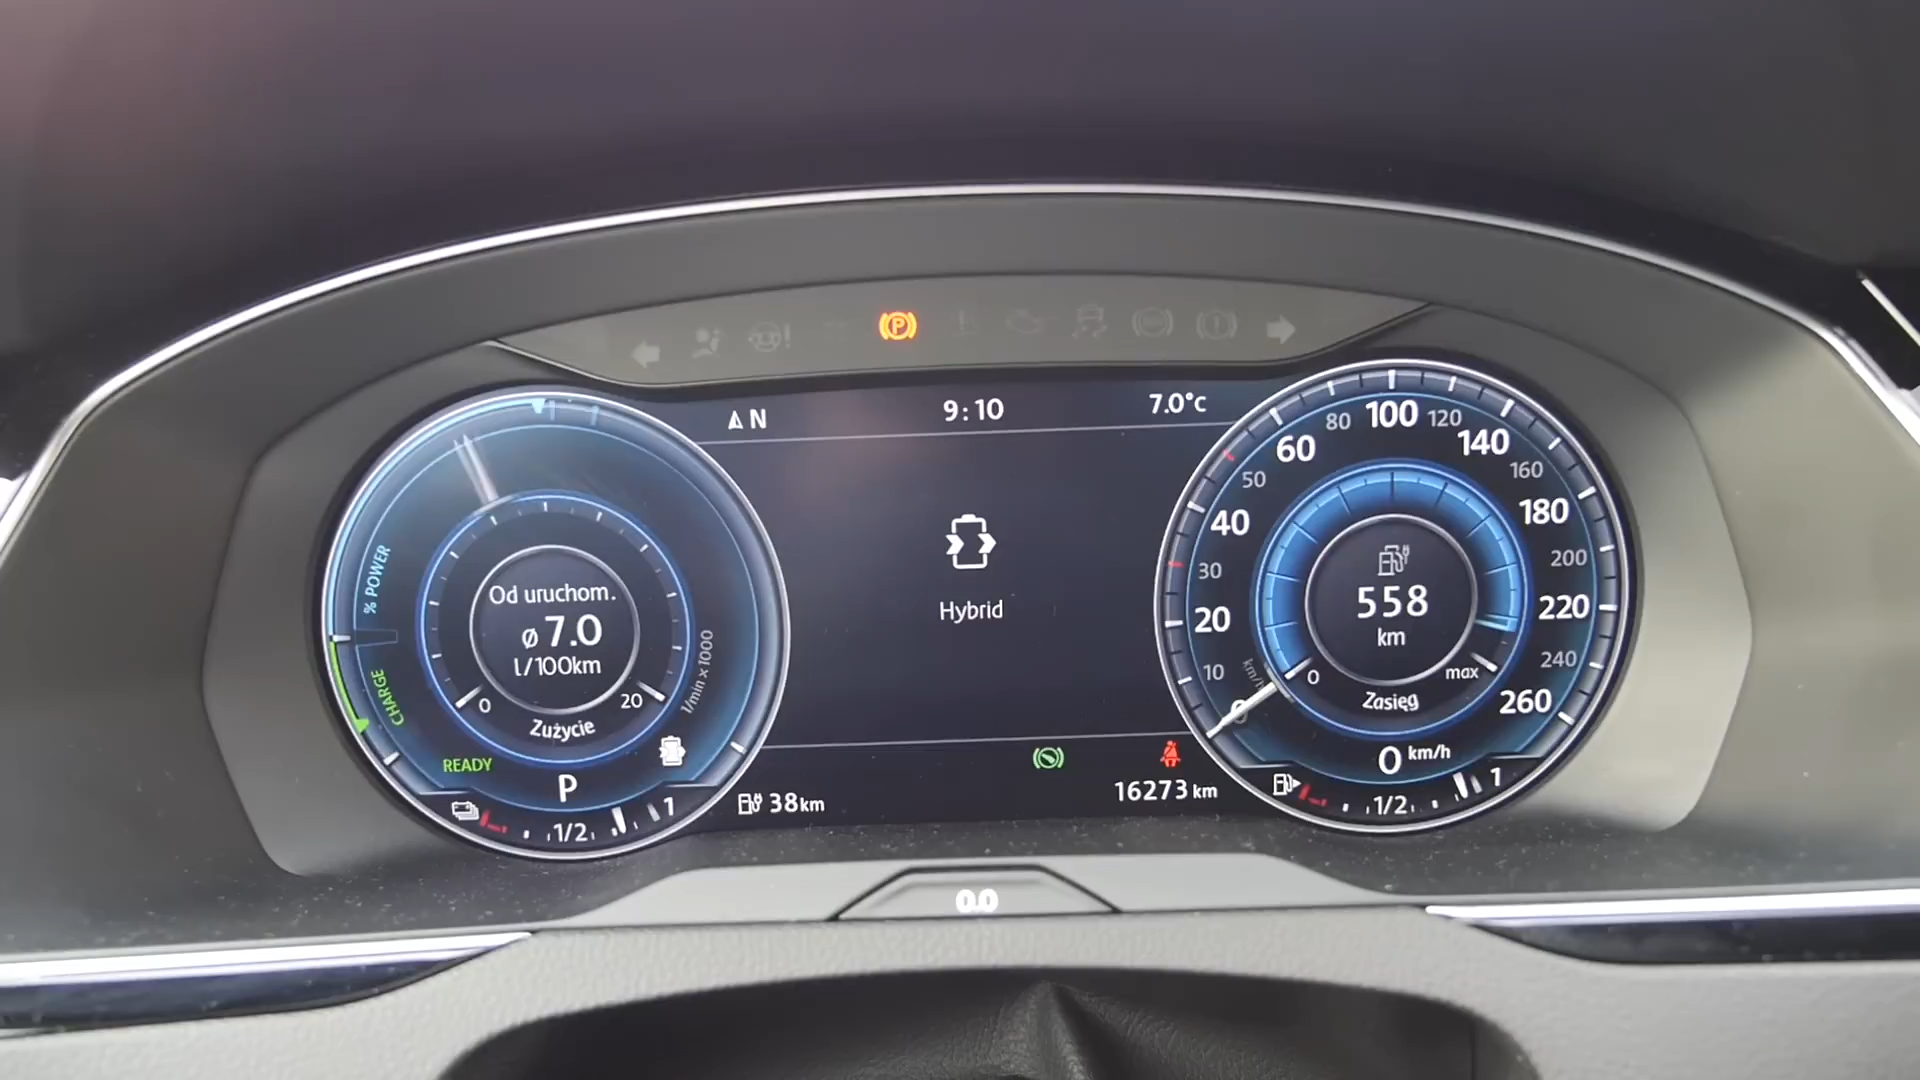 P
N
9:10
7.0°C
% POWER
CHARGE
Od uruchom.
ø 7.0
l/100km
0
20
Zużycie
1/min x 1000
READY
P
1/2
1
Hybrid
38km
16273 km
0
10
20
30
40
50
60
80
100
120
140
160
180
200
220
240
260
km/h
558
km
0
max
Zasięg
0 km/h
1/2
1
0.0